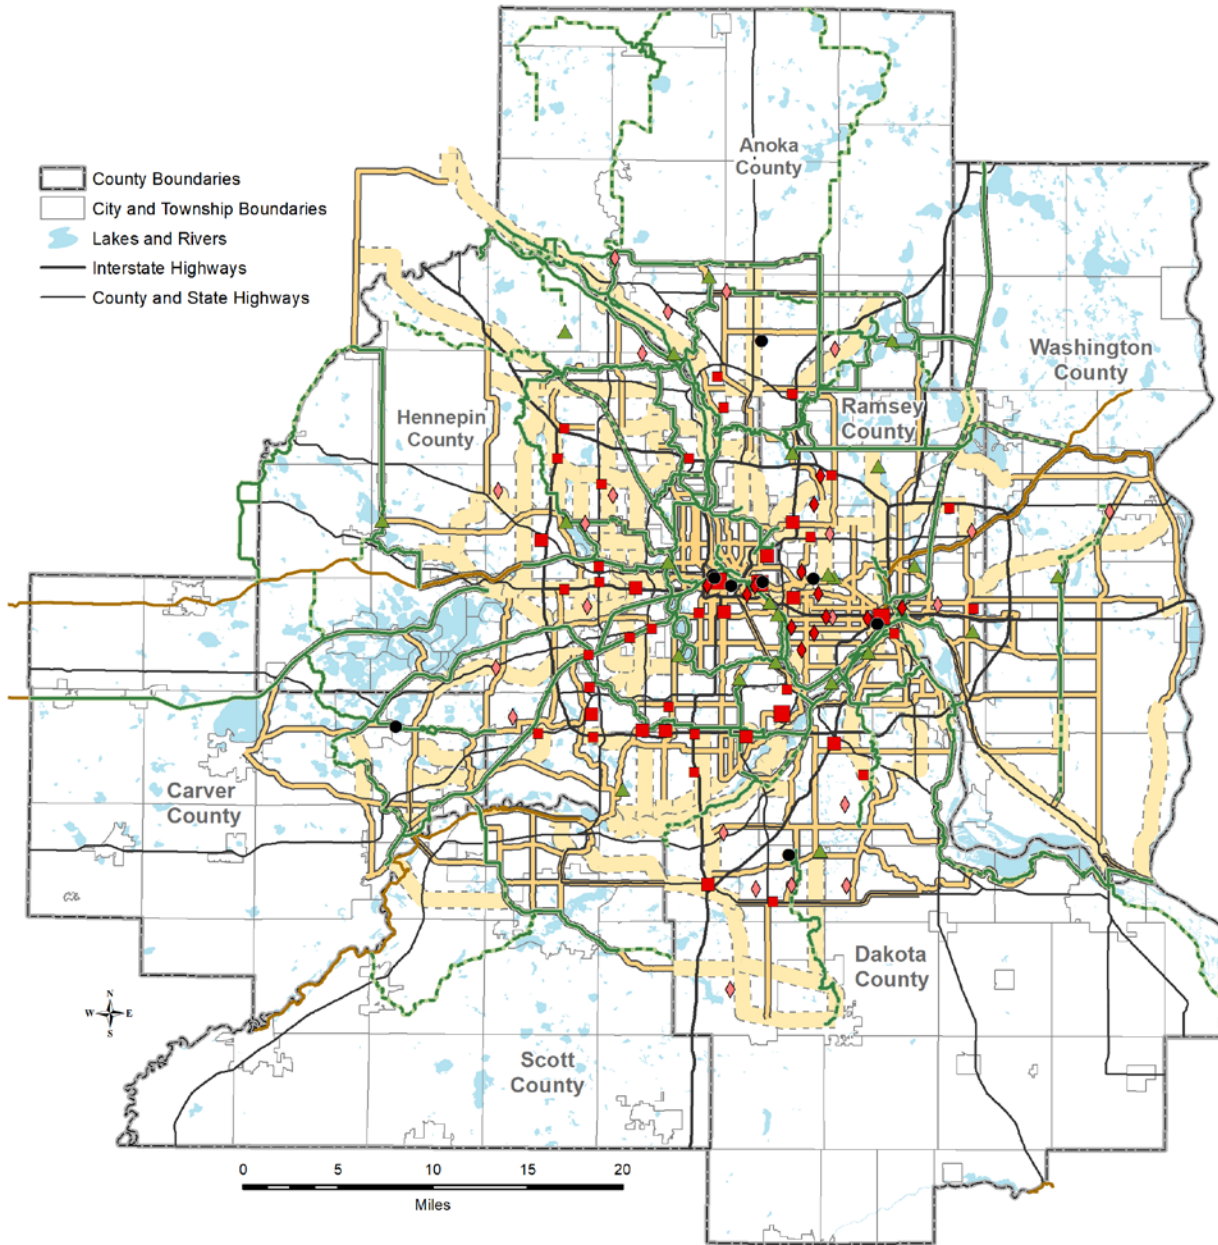 Anoka
County
County Boundaries
City and Township Boundaries
Lakes and Rivers
Interstate Highways
County and State Highways
Washington
County
Ramsey
County
Hennepin
County
Carver
County
Dakota
County
N
W E
S
Scott
County
0 5 10 15 20
Miles